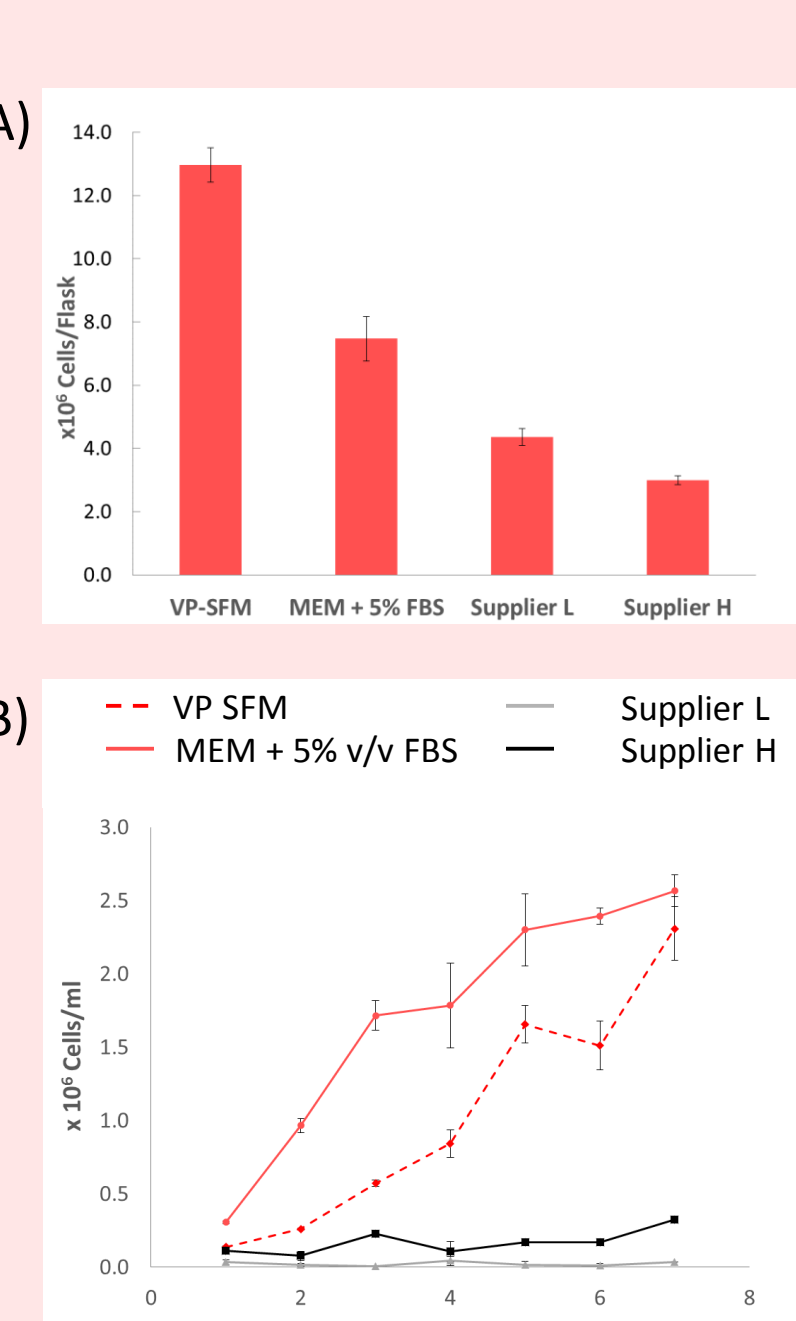 A)
14.0
12.0
10.0
8.0
6.0
4.0
2.0
0.0
x10⁶ Cells/Flask
VP-SFM MEM + 5% FBS Supplier L Supplier H
B)
VP SFM Supplier L
MEM + 5% v/v FBS Supplier H
3.0
2.5
2.0
1.5
1.0
0.5
0.0
x 10⁶ Cells/ml
0 2 4 6 8